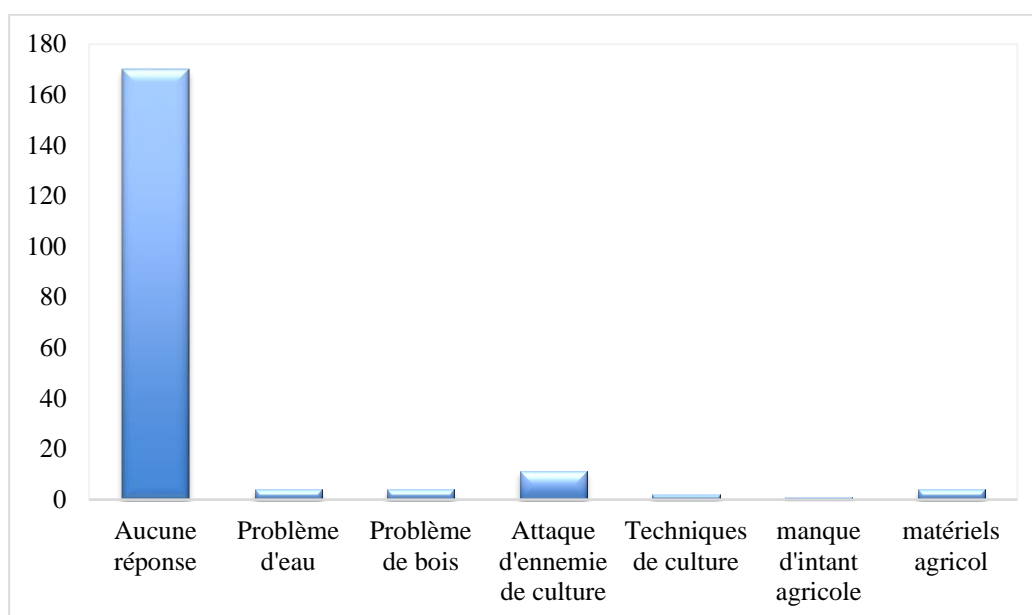 180
160
140
120
100
80
60
40
20
0
Aucune
réponse
Problème
d'eau
Problème
de bois
Attaque
d'ennemie
de culture
Techniques
de culture
manque
d'intant
agricole
matériels
agricol